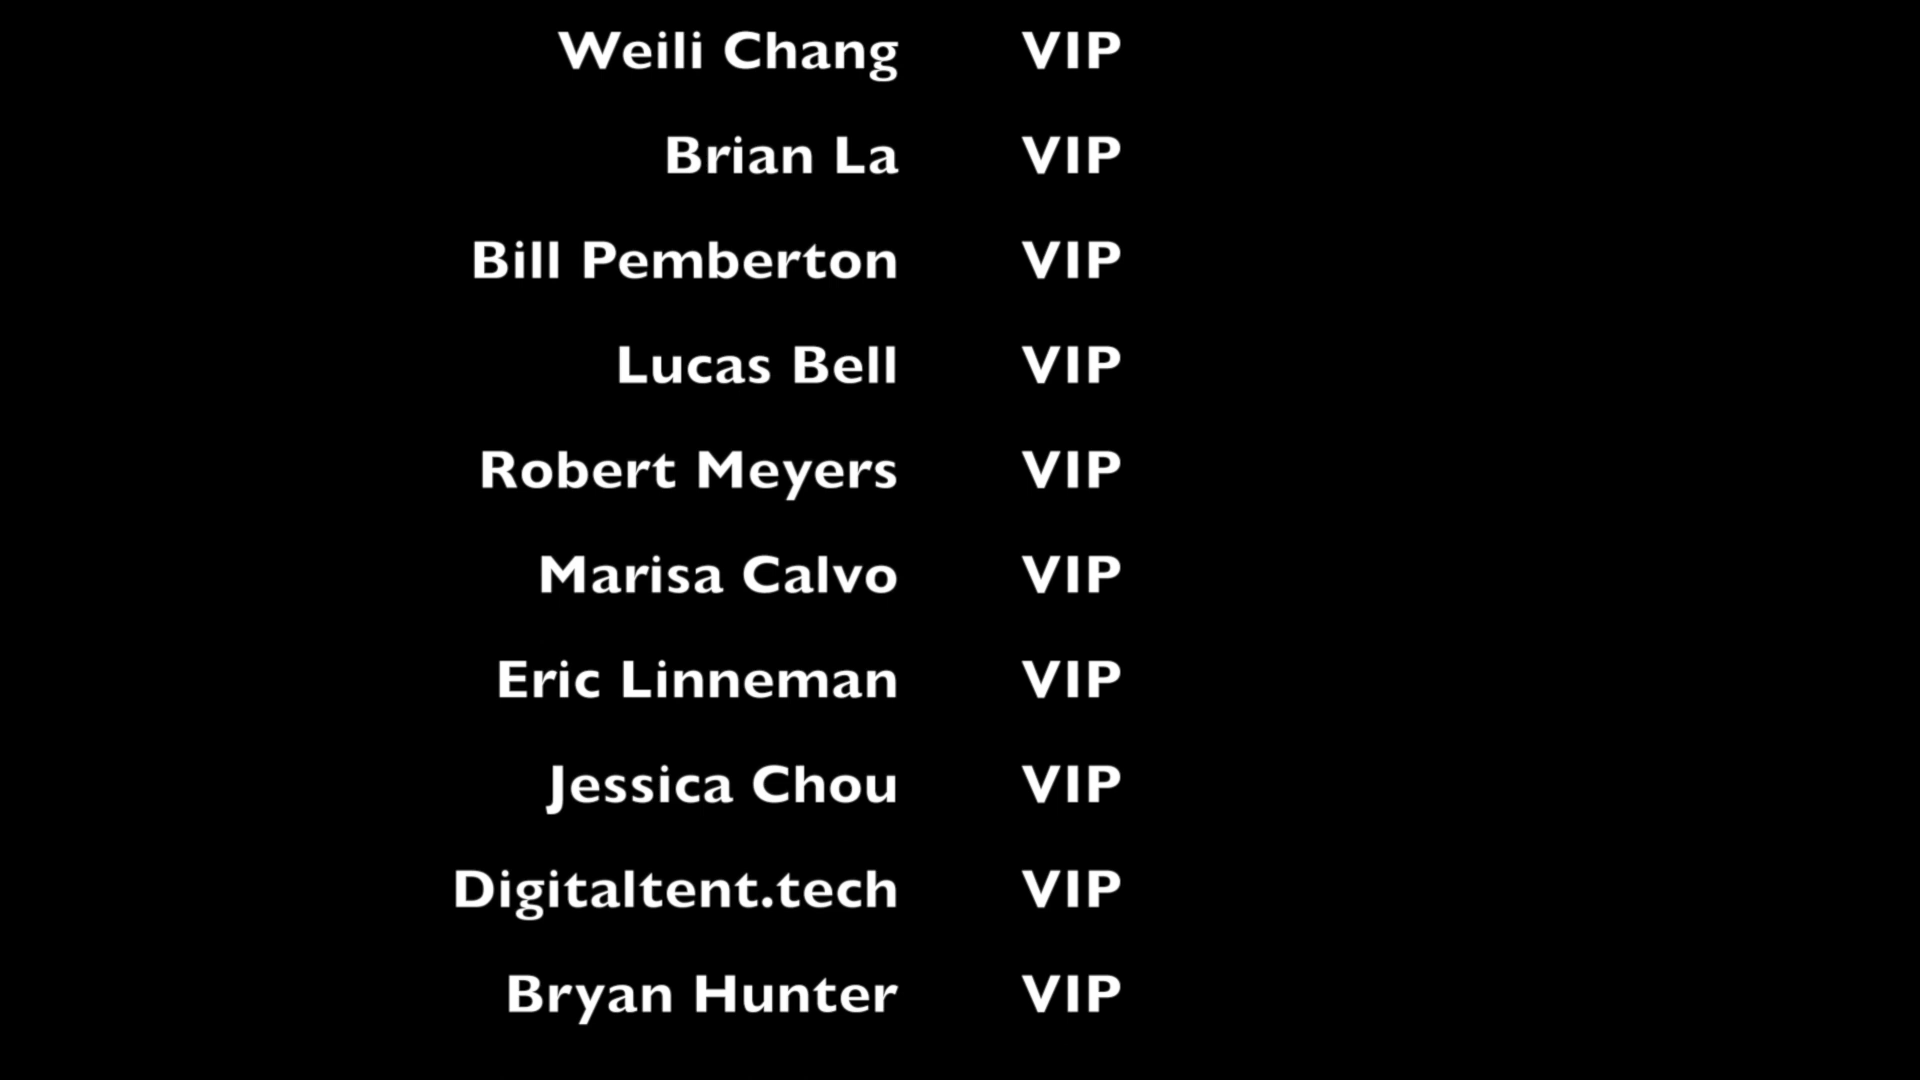 Weili Chang VIP
Brian La VIP
Bill Pemberton VIP
Lucas Bell VIP
Robert Meyers VIP
Marisa Calvo VIP
Eric Linneman VIP
Jessica Chou VIP
Digitaltent.tech VIP
Bryan Hunter VIP